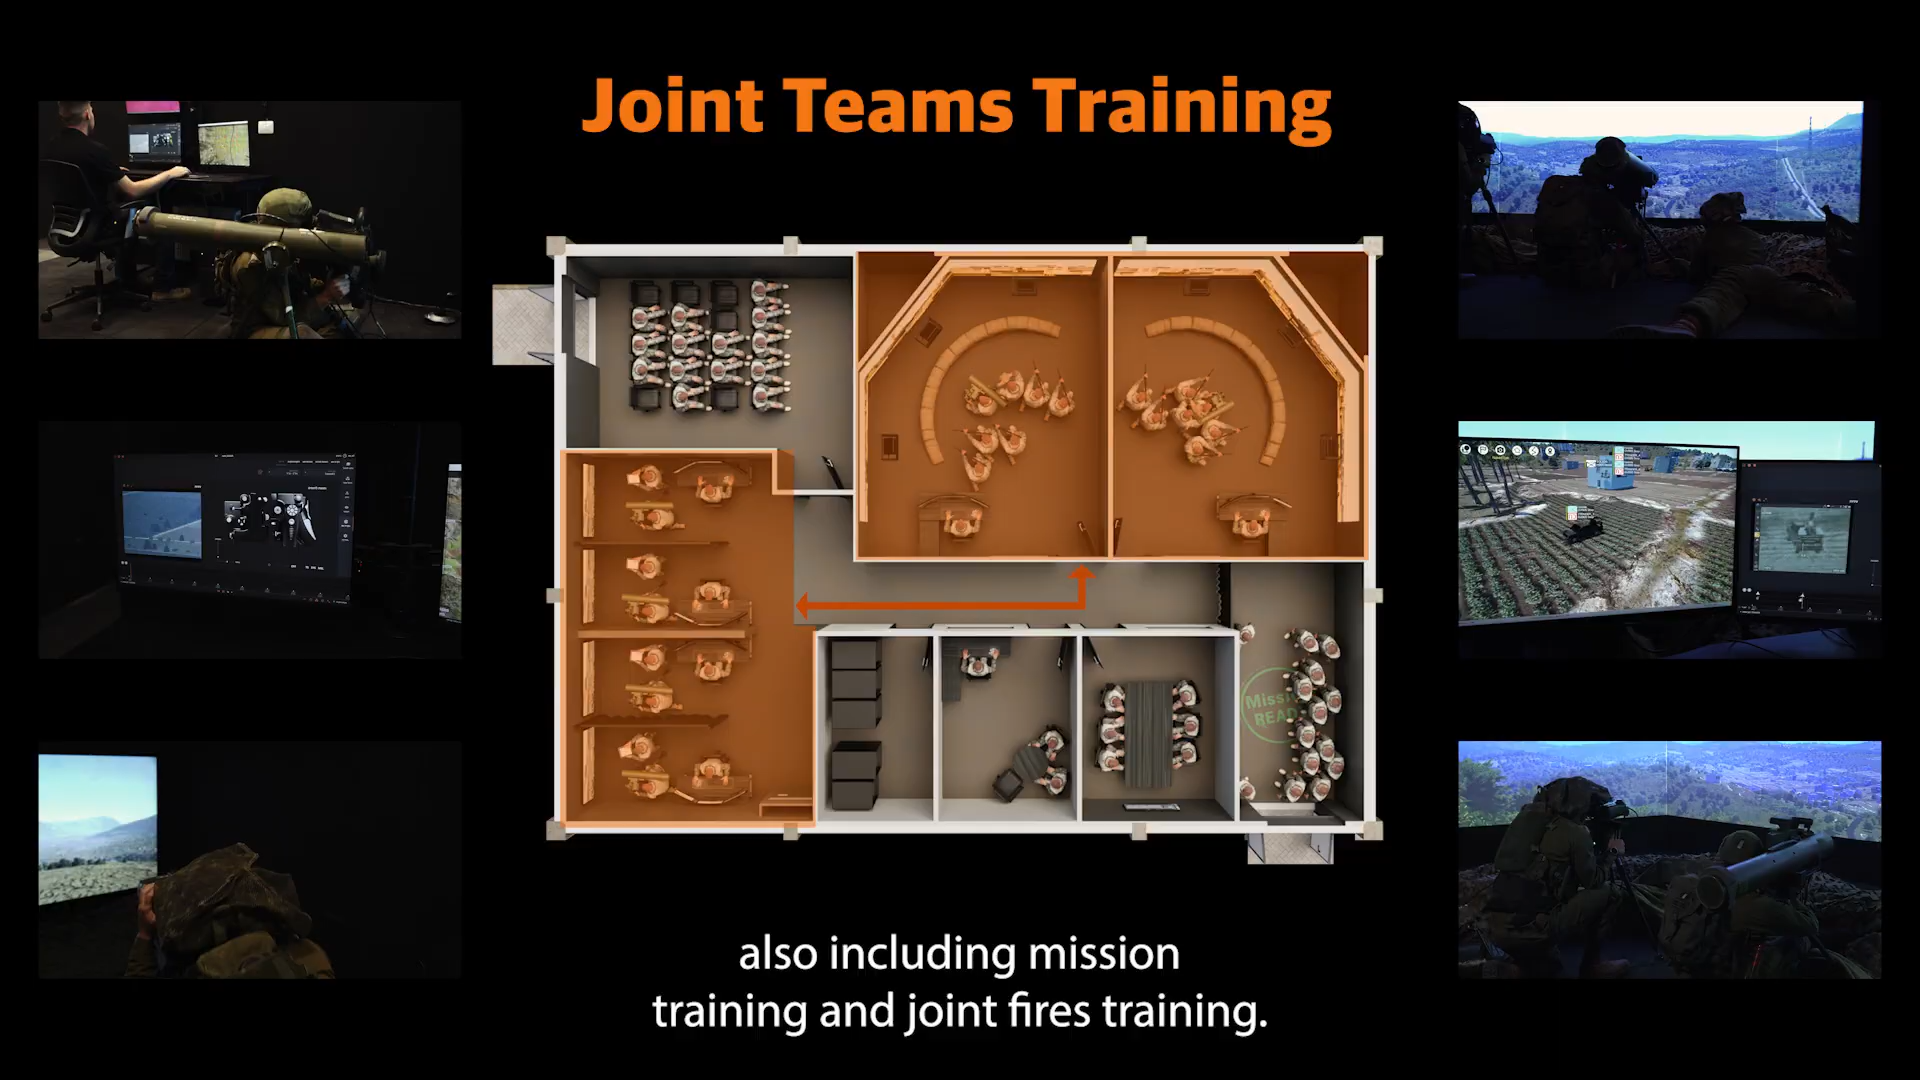 Joint Teams Training
also including mission
training and joint fires training.